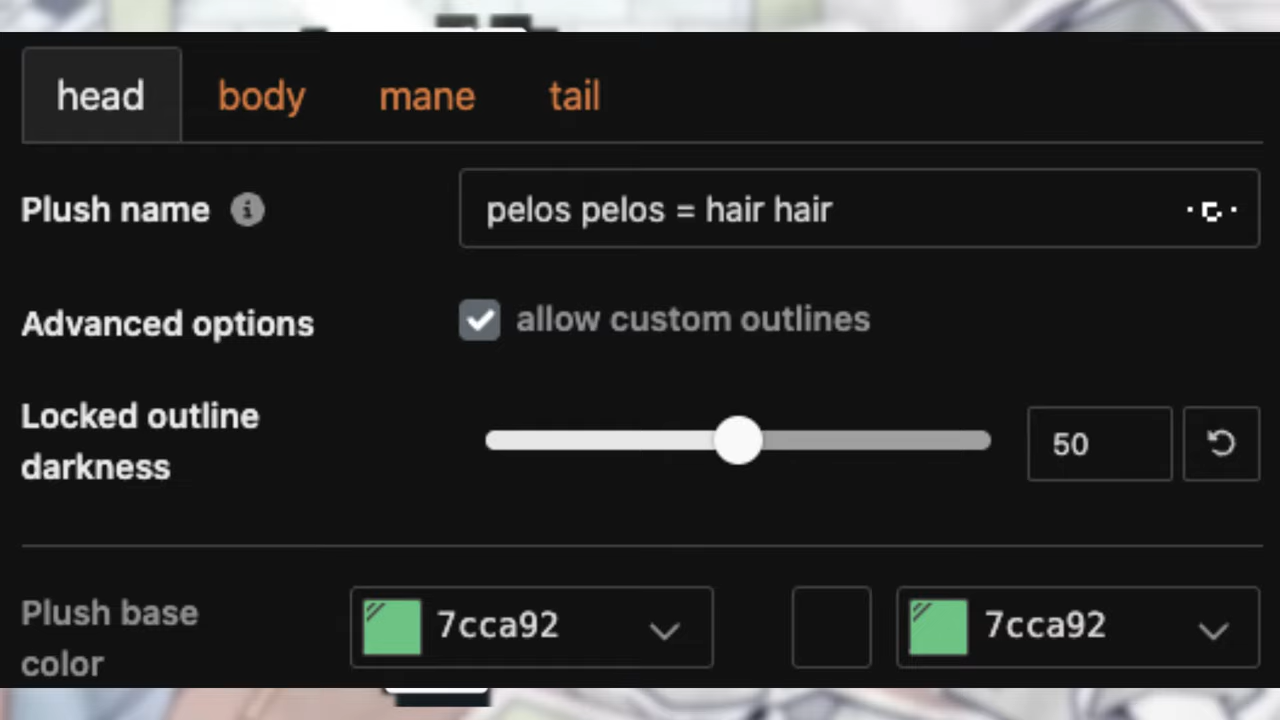 head body mane tail
Plush name pelos pelos = hair hair
Advanced options allow custom outlines
Locked outline
darkness
50
Plush base
color
7cca92 7cca92